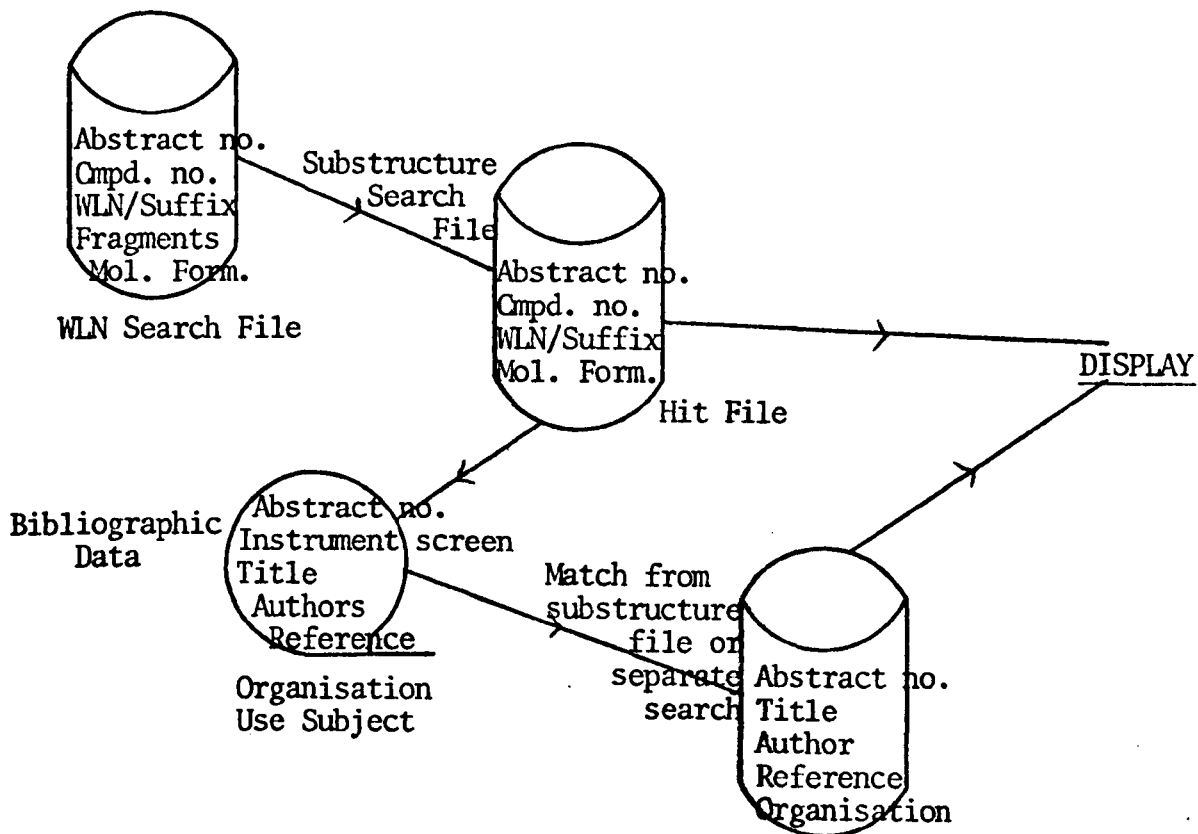 Abstract no.
Cmpd. no.
WLN/Suffix
Fragments
Mol. Form.
WLN Search File
Substructure
Search
File
Abstract no.
Cmpd. no.
WLN/Suffix
Mol. Form.
Hit File
DISPLAY
Bibliographic
Data
Abstract no.
Instrument screen
Title
Authors
Reference
Organisation
Use Subject
Match from
substructure
file or
separate
search
Abstract no.
Title
Author
Reference
Organisation